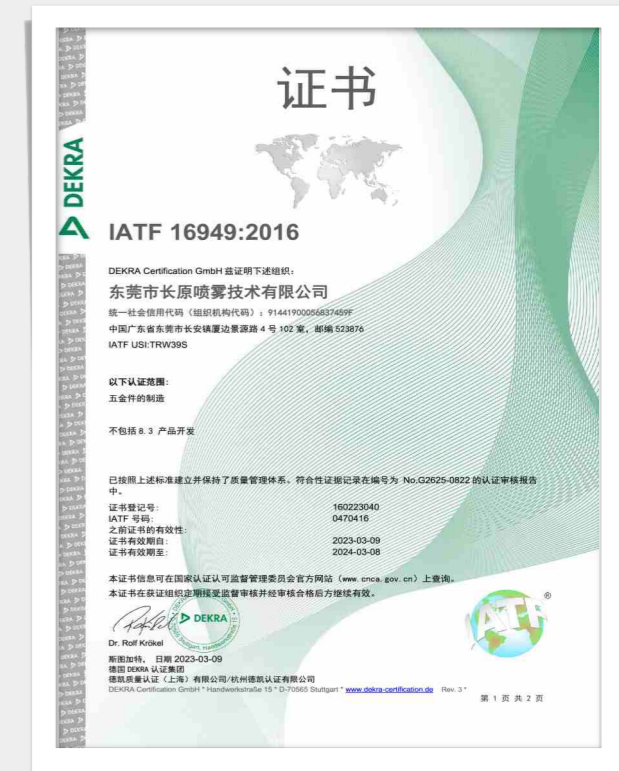 证书
DEKRA
IATF 16949:2016
DEKRA Certification GmbH 兹证明下述组织:
东莞市长原喷雾技术有限公司
统一社会信用代码(组织机构代码):91441900056837459F
中国广东省东莞市长安镇厦边景源路 4 号 102 室,邮编 523876
IATF USI:TRW39S
以下认证范围:
五金件的制造
不包括 8. 3 产品开发
已按照上述标准建立并保持了质量管理体系。符合性证据记录在编号为 No.G2625-0822 的认证审核报告
中。
证书登记号: 160223040
IATF 号码: 0470416
之前证书的有效性:
证书有效期自: 2023-03-09
证书有效期至: 2024-03-08
本证书信息可在国家认证认可监督管理委员会官方网站(www. cnca. gov. cn)上查询。
本证书在获证组织定期接受监督审核并经审核合格后方继续有效。
DEKRA
IATF
®
Dr. Rolf Krökel
斯图加特, 日期 2023-03-09
德国 DEKRA 认证集团
德凯质量认证(上海)有限公司/杭州德凯认证有限公司
DEKRA Certification GmbH * Handwerkstraße 15 * D-70565 Stuttgart * www.dekra-certification.de Rev. 3 *
第 1 页 共 2 页